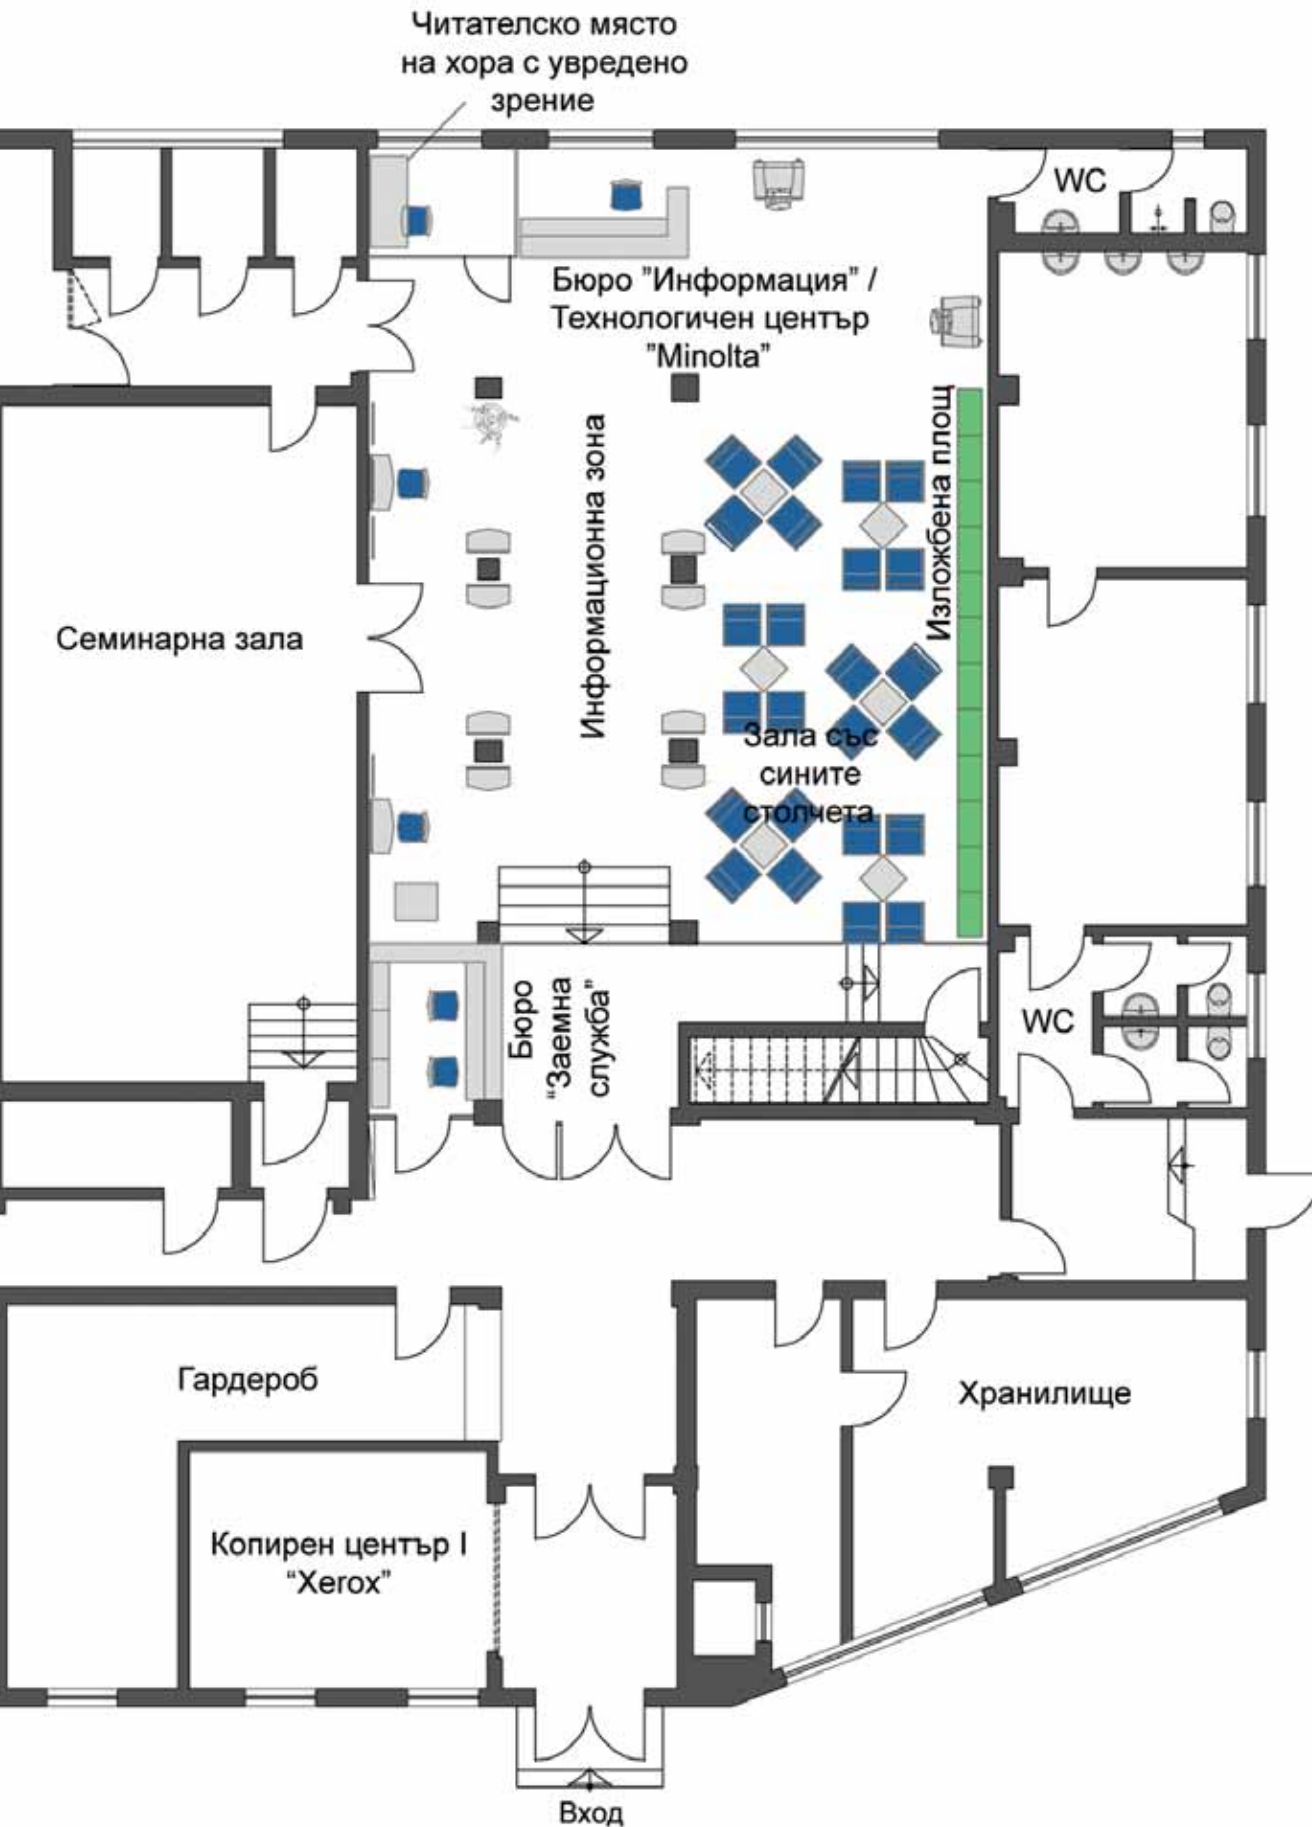 Читателско място
на хора с увредено
зрение
WC
Бюро "Информация" /
Технологичен център
"Minolta"
Информационна зона
Изложбена площ
Семинарна зала
Зала със
сините
столчета
Бюро
“Заемна
служба”
WC
Гардероб
Хранилище
Копирен център I
“Xerox”
Вход